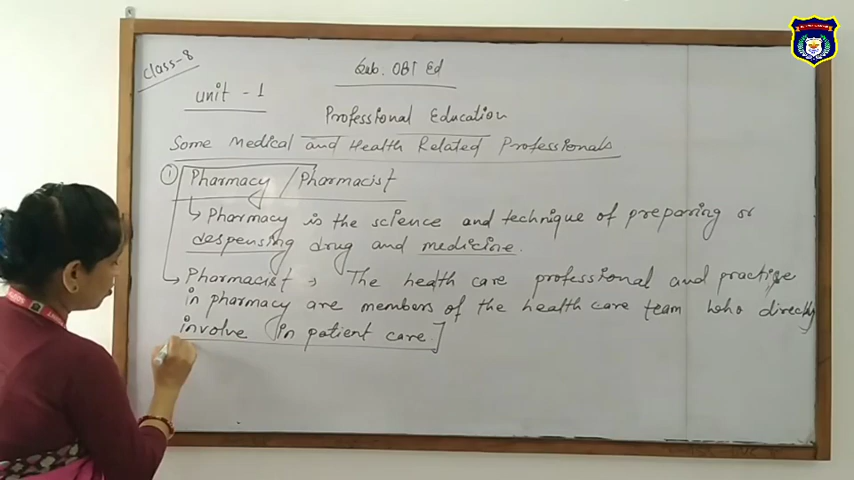 class-8
Sub. OBT Ed
unit - 1
Professional Education
Some Medical and Health Related Professionals
① Pharmacy / Pharmacist
↳ Pharmacy is the science and technique of preparing or
despensing drug and medicine.
→ Pharmacist → The health care professional and practise
in pharmacy are members of the health care team who directly
involve in patient care.]